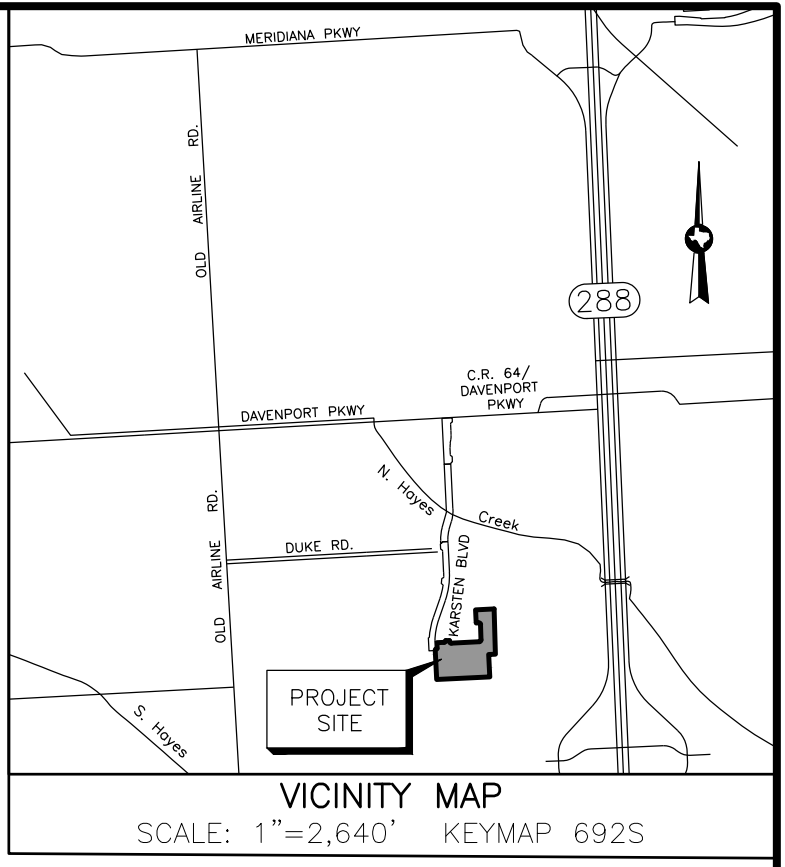 MERIDIANA PKWY
OLD AIRLINE RD.
288
C.R. 64/
DAVENPORT
PKWY
DAVENPORT PKWY
N. Hayes Creek
OLD AIRLINE RD.
DUKE RD.
KARSTEN BLVD
PROJECT
SITE
S. Hayes
VICINITY MAP
SCALE: 1"=2,640' KEYMAP 692S